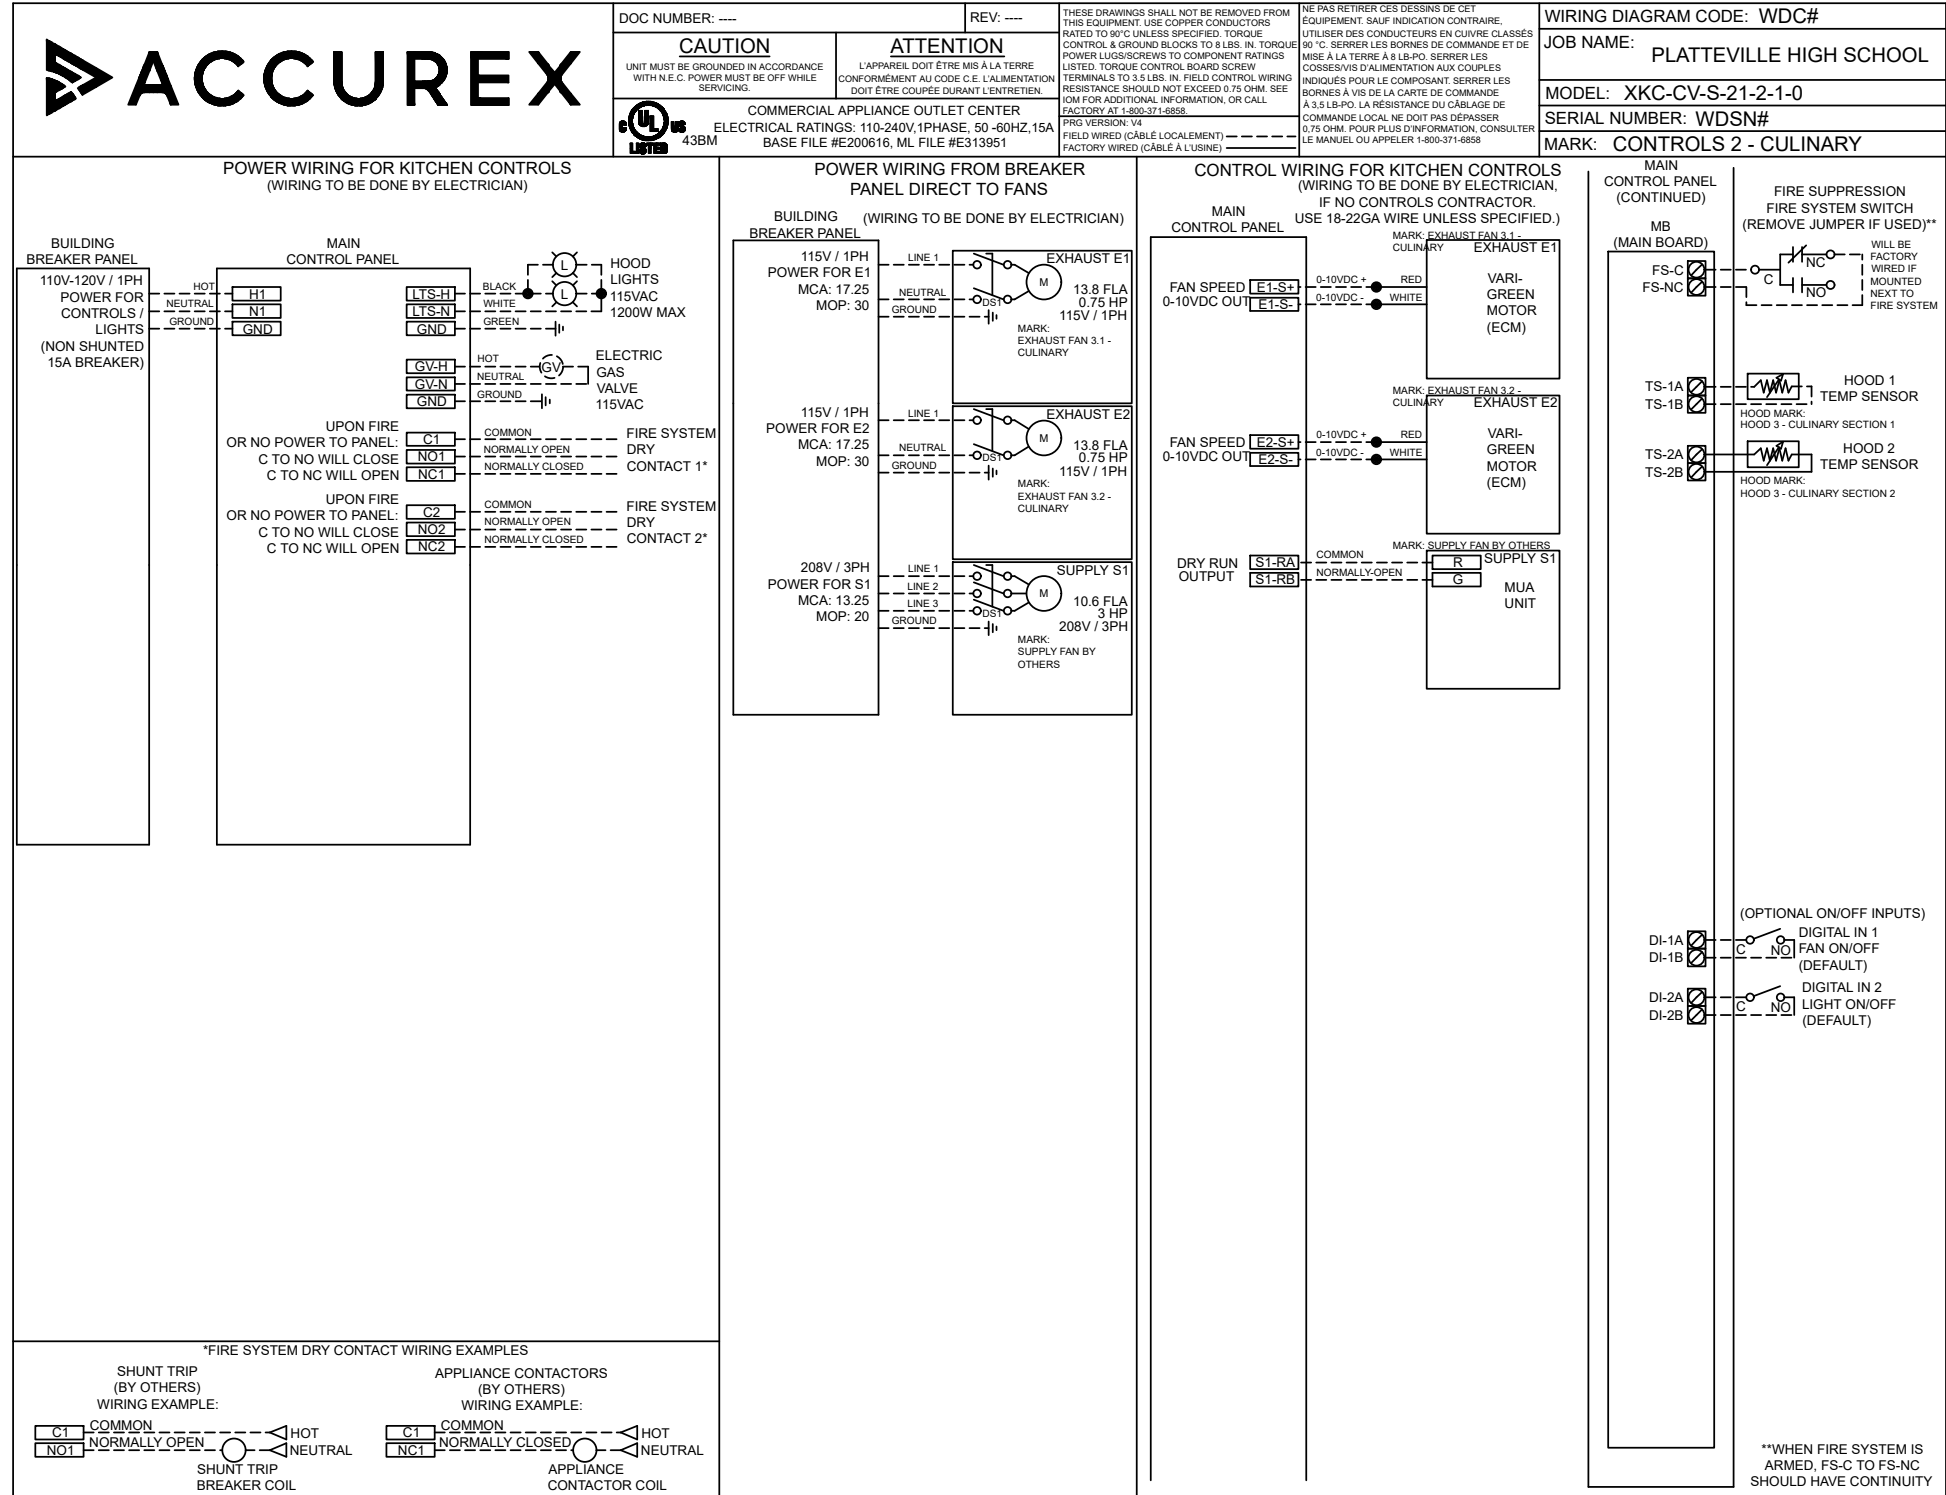 ACCUREX
DOC NUMBER: ----
REV: ----
CAUTION
UNIT MUST BE GROUNDED IN ACCORDANCE
WITH N.E.C. POWER MUST BE OFF WHILE
SERVICING.
ATTENTION
L'APPAREIL DOIT ÊTRE MIS À LA TERRE
CONFORMÉMENT AU CODE C.E. L'ALIMENTATION
DOIT ÊTRE COUPÉE DURANT L'ENTRETIEN.
C UL US
LISTED
43BM
COMMERCIAL APPLIANCE OUTLET CENTER
ELECTRICAL RATINGS: 110-240V,1PHASE, 50 -60HZ,15A
BASE FILE #E200616, ML FILE #E313951
THESE DRAWINGS SHALL NOT BE REMOVED FROM
THIS EQUIPMENT. USE COPPER CONDUCTORS
RATED TO 90°C UNLESS SPECIFIED. TORQUE
CONTROL & GROUND BLOCKS TO 8 LBS. IN. TORQUE
POWER LUGS/SCREWS TO COMPONENT RATINGS
LISTED. TORQUE CONTROL BOARD SCREW
TERMINALS TO 3.5 LBS. IN. FIELD CONTROL WIRING
RESISTANCE SHOULD NOT EXCEED 0.75 OHM. SEE
IOM FOR ADDITIONAL INFORMATION, OR CALL
FACTORY AT 1-800-371-6858.
PRG VERSION: V4
FIELD WIRED (CÂBLÉ LOCALEMENT)
FACTORY WIRED (CÂBLÉ À L'USINE)
NE PAS RETIRER CES DESSINS DE CET
ÉQUIPEMENT. SAUF INDICATION CONTRAIRE,
UTILISER DES CONDUCTEURS EN CUIVRE CLASSÉS
90 °C. SERRER LES BORNES DE COMMANDE ET DE
MISE À LA TERRE À 8 LB-PO. SERRER LES
COSSES/VIS D'ALIMENTATION AUX COUPLES
INDIQUÉS POUR LE COMPOSANT. SERRER LES
BORNES À VIS DE LA CARTE DE COMMANDE
À 3,5 LB-PO. LA RÉSISTANCE DU CÂBLAGE DE
COMMANDE LOCAL NE DOIT PAS DÉPASSER
0,75 OHM. POUR PLUS D'INFORMATION, CONSULTER
LE MANUEL OU APPELER 1-800-371-6858
WIRING DIAGRAM CODE: WDC#
JOB NAME:
PLATTEVILLE HIGH SCHOOL
MODEL: XKC-CV-S-21-2-1-0
SERIAL NUMBER: WDSN#
MARK: CONTROLS 2 - CULINARY
POWER WIRING FOR KITCHEN CONTROLS
(WIRING TO BE DONE BY ELECTRICIAN)
BUILDING
BREAKER PANEL
MAIN
CONTROL PANEL
110V-120V / 1PH
POWER FOR
CONTROLS /
LIGHTS
(NON SHUNTED
15A BREAKER)
HOT
NEUTRAL
GROUND
H1
N1
GND
LTS-H
LTS-N
GND
BLACK
WHITE
GREEN
L
L
HOOD
LIGHTS
115VAC
1200W MAX
GV-H
GV-N
GND
HOT
NEUTRAL
GROUND
GV
ELECTRIC
GAS
VALVE
115VAC
UPON FIRE
OR NO POWER TO PANEL:
C TO NO WILL CLOSE
C TO NC WILL OPEN
C1
NO1
NC1
COMMON
NORMALLY OPEN
NORMALLY CLOSED
FIRE SYSTEM
DRY
CONTACT 1*
UPON FIRE
OR NO POWER TO PANEL:
C TO NO WILL CLOSE
C TO NC WILL OPEN
C2
NO2
NC2
COMMON
NORMALLY OPEN
NORMALLY CLOSED
FIRE SYSTEM
DRY
CONTACT 2*
*FIRE SYSTEM DRY CONTACT WIRING EXAMPLES
SHUNT TRIP
(BY OTHERS)
WIRING EXAMPLE:
C1
NO1
COMMON
NORMALLY OPEN
HOT
NEUTRAL
SHUNT TRIP
BREAKER COIL
APPLIANCE CONTACTORS
(BY OTHERS)
WIRING EXAMPLE:
C1
NC1
COMMON
NORMALLY CLOSED
HOT
NEUTRAL
APPLIANCE
CONTACTOR COIL
POWER WIRING FROM BREAKER
PANEL DIRECT TO FANS
BUILDING
BREAKER PANEL
(WIRING TO BE DONE BY ELECTRICIAN)
115V / 1PH
POWER FOR E1
MCA: 17.25
MOP: 30
LINE 1
NEUTRAL
GROUND
DS1
M
EXHAUST E1
13.8 FLA
0.75 HP
115V / 1PH
MARK:
EXHAUST FAN 3.1 -
CULINARY
115V / 1PH
POWER FOR E2
MCA: 17.25
MOP: 30
LINE 1
NEUTRAL
GROUND
DS1
M
EXHAUST E2
13.8 FLA
0.75 HP
115V / 1PH
MARK:
EXHAUST FAN 3.2 -
CULINARY
208V / 3PH
POWER FOR S1
MCA: 13.25
MOP: 20
LINE 1
LINE 2
LINE 3
GROUND
DS1
M
SUPPLY S1
10.6 FLA
3 HP
208V / 3PH
MARK:
SUPPLY FAN BY
OTHERS
CONTROL WIRING FOR KITCHEN CONTROLS
(WIRING TO BE DONE BY ELECTRICIAN,
IF NO CONTROLS CONTRACTOR.
USE 18-22GA WIRE UNLESS SPECIFIED.)
MAIN
CONTROL PANEL
MARK: EXHAUST FAN 3.1 -
CULINARY
EXHAUST E1
FAN SPEED
0-10VDC OUT
E1-S+
E1-S-
0-10VDC +
0-10VDC -
RED
WHITE
VARI-
GREEN
MOTOR
(ECM)
MARK: EXHAUST FAN 3.2 -
CULINARY
EXHAUST E2
FAN SPEED
0-10VDC OUT
E2-S+
E2-S-
0-10VDC +
0-10VDC -
RED
WHITE
VARI-
GREEN
MOTOR
(ECM)
MARK: SUPPLY FAN BY OTHERS
SUPPLY S1
DRY RUN
OUTPUT
S1-RA
S1-RB
COMMON
NORMALLY-OPEN
R
G
MUA
UNIT
MAIN
CONTROL PANEL
(CONTINUED)
MB
(MAIN BOARD)
FIRE SUPPRESSION
FIRE SYSTEM SWITCH
(REMOVE JUMPER IF USED)**
FS-C
FS-NC
C
NC
NO
WILL BE
FACTORY
WIRED IF
MOUNTED
NEXT TO
FIRE SYSTEM
TS-1A
TS-1B
HOOD 1
TEMP SENSOR
HOOD MARK:
HOOD 3 - CULINARY SECTION 1
TS-2A
TS-2B
HOOD 2
TEMP SENSOR
HOOD MARK:
HOOD 3 - CULINARY SECTION 2
(OPTIONAL ON/OFF INPUTS)
DI-1A
DI-1B
C
NO
DIGITAL IN 1
FAN ON/OFF
(DEFAULT)
DI-2A
DI-2B
C
NO
DIGITAL IN 2
LIGHT ON/OFF
(DEFAULT)
**WHEN FIRE SYSTEM IS
ARMED, FS-C TO FS-NC
SHOULD HAVE CONTINUITY